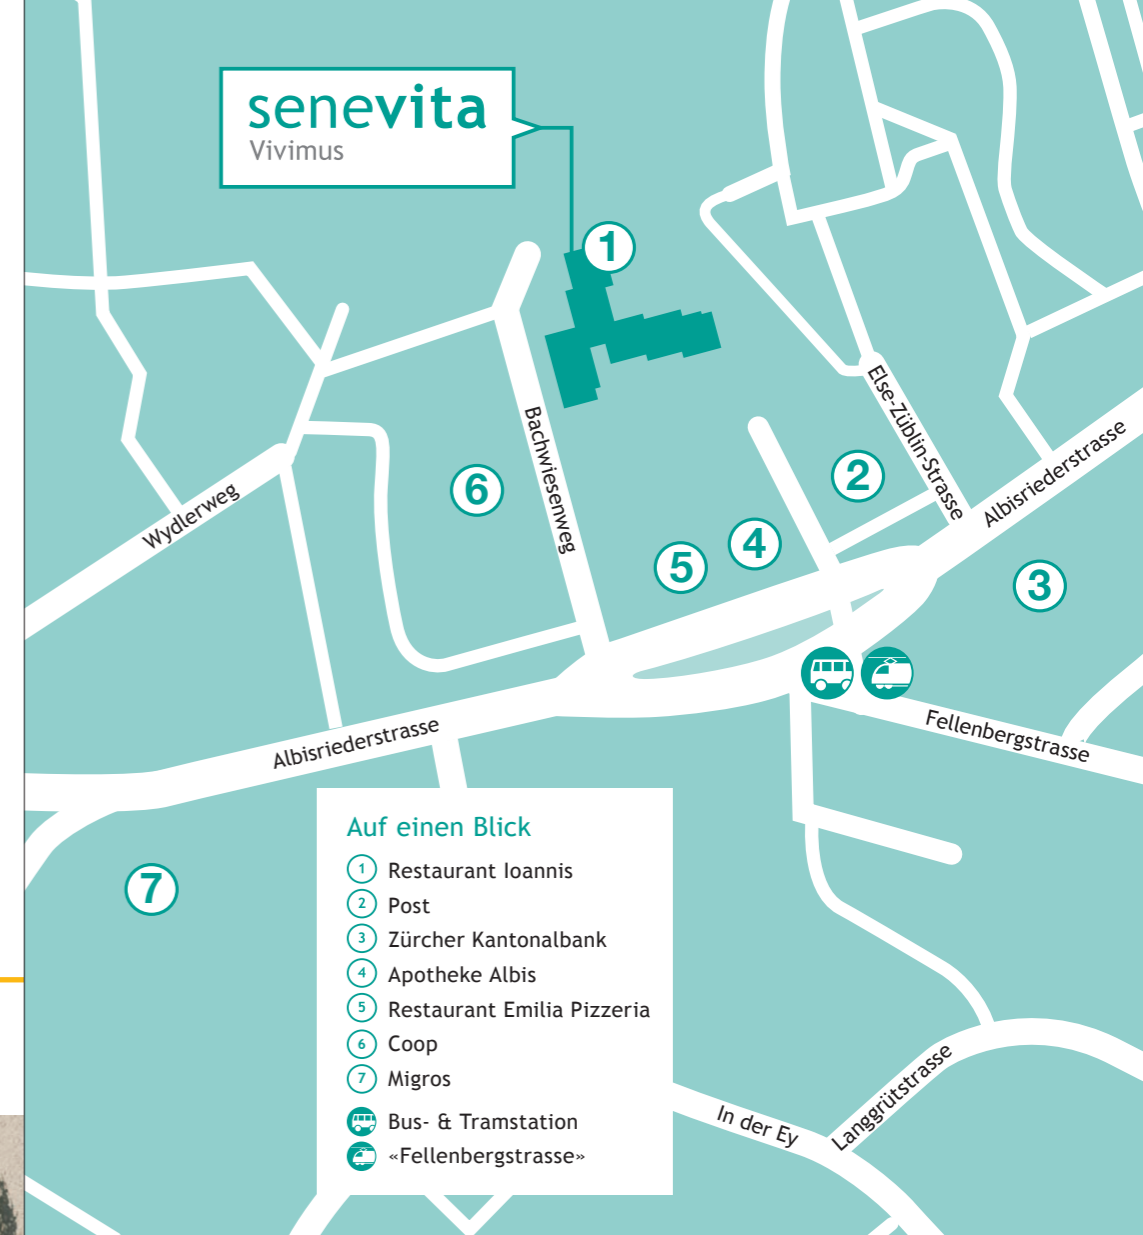 senevita
Vivimus
1
Else-Züblin-Strasse
Bachwiesenweg
Albisriederstrasse
2
6
Wydlerweg
4
5
3
Fellenbergstrasse
Albisriederstrasse
7
Auf einen Blick
1 Restaurant Ioannis
2 Post
3 Zürcher Kantonalbank
4 Apotheke Albis
5 Restaurant Emilia Pizzeria
6 Coop
7 Migros
Bus- & Tramstation
«Fellenbergstrasse»
In der Ey
Langgrütstrasse